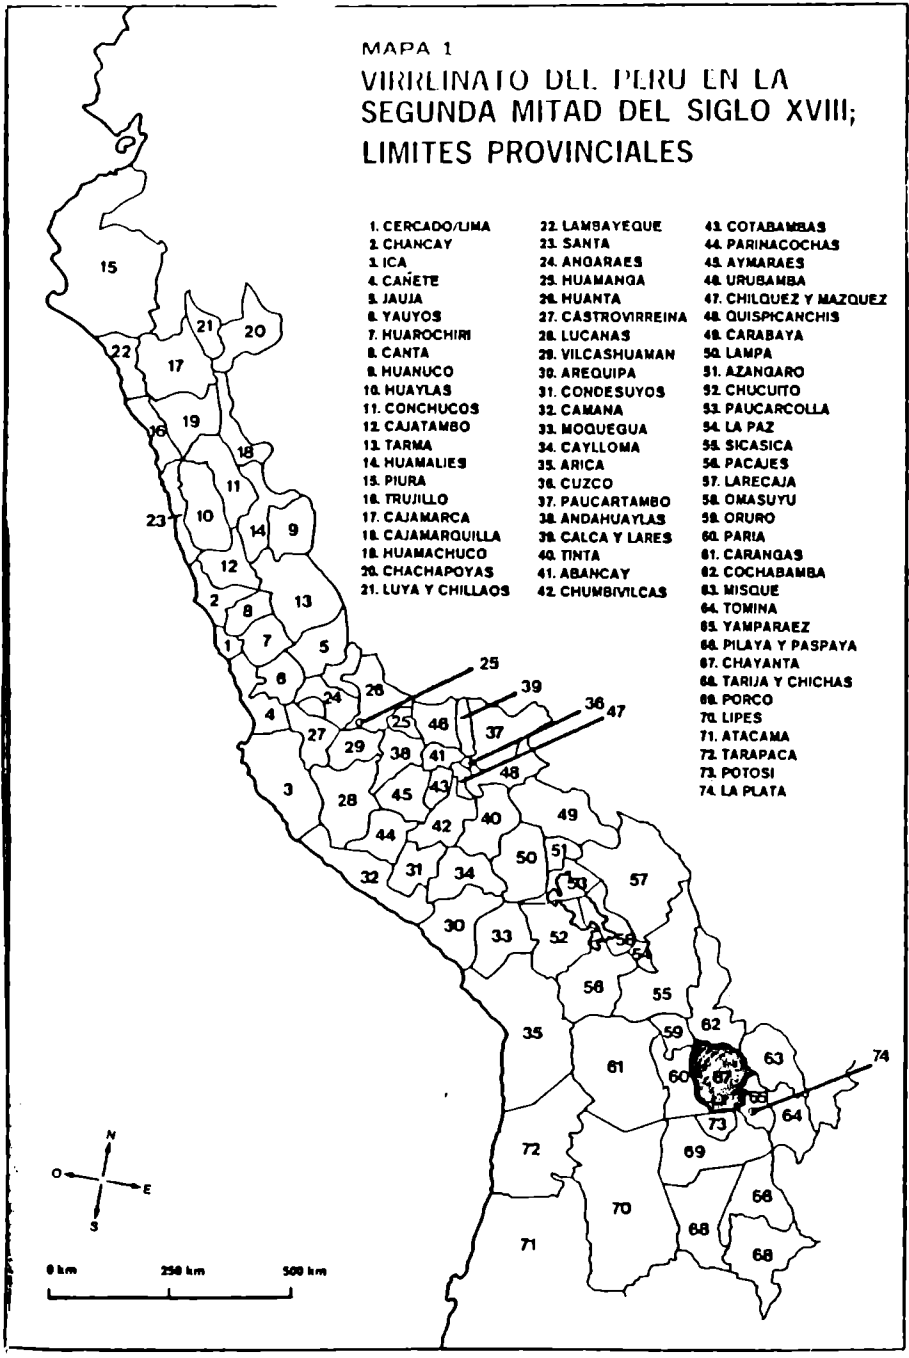 MAPA 1
VIRREINATO DEL PERU EN LA
SEGUNDA MITAD DEL SIGLO XVIII;
LIMITES PROVINCIALES
1. CERCADO/LIMA
2. CHANCAY
3. ICA
4. CAÑETE
5. JAUJA
6. YAUYOS
7. HUAROCHIRI
8. CANTA
9. HUANUCO
10. HUAYLAS
11. CONCHUCOS
12. CAJATAMBO
13. TARMA
14. HUAMALIES
15. PIURA
16. TRUJILLO
17. CAJAMARCA
18. CAJAMARQUILLA
19. HUAMACHUCO
20. CHACHAPOYAS
21. LUYA Y CHILLAOS
22. LAMBAYEQUE
23. SANTA
24. ANGARAES
25. HUAMANGA
26. HUANTA
27. CASTROVIRREINA
28. LUCANAS
29. VILCASHUAMAN
30. AREQUIPA
31. CONDESUYOS
32. CAMANA
33. MOQUEGUA
34. CAYLLOMA
35. ARICA
36. CUZCO
37. PAUCARTAMBO
38. ANDAHUAYLAS
39. CALCA Y LARES
40. TINTA
41. ABANCAY
42. CHUMBIVILCAS
43. COTABAMBAS
44. PARINACOCHAS
45. AYMARAES
46. URUBAMBA
47. CHILQUEZ Y MAZQUEZ
48. QUISPICANCHIS
49. CARABAYA
50. LAMPA
51. AZANGARO
52. CHUCUITO
53. PAUCARCOLLA
54. LA PAZ
55. SICASICA
56. PACAJES
57. LARECAJA
58. OMASUYU
59. ORURO
60. PARIA
61. CARANGAS
62. COCHABAMBA
63. MISQUE
64. TOMINA
65. YAMPARAEZ
66. PILAYA Y PASPAYA
67. CHAYANTA
68. TARIJA Y CHICHAS
69. PORCO
70. LIPES
71. ATACAMA
72. TARAPACA
73. POTOSI
74. LA PLATA
15
21
20
22
17
19
16
18
11
23
10
14
9
12
2
8
13
1
7
5
6
25
26
39
24
36
4
47
25
46
37
27
29
38
41
48
3
28
45
43
40
49
42
44
51
50
31
34
32
53
57
30
33
52
58
54
56
55
35
59
62
74
61
60
67
63
65
64
73
72
69
66
70
68
71
68
N
O
E
S
0 km
250 km
500 km